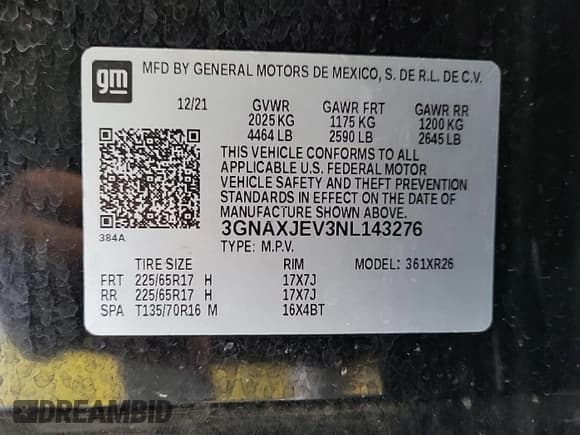 gm
MFD BY GENERAL MOTORS DE MEXICO, S. DE R.L. DE C.V.
12/21 GVWR GAWR FRT GAWR RR
2025 KG 1175 KG 1200 KG
4464 LB 2590 LB 2645 LB
THIS VEHICLE CONFORMS TO ALL
APPLICABLE U.S. FEDERAL MOTOR
VEHICLE SAFETY AND THEFT PREVENTION
STANDARDS IN EFFECT ON THE DATE OF
MANUFACTURE SHOWN ABOVE.
384A
3GNAXJEV3NL143276
TYPE: M.P.V.
TIRE SIZE RIM MODEL: 361XR26
FRT 225/65R17 H 17X7J
RR 225/65R17 H 17X7J
SPA T135/70R16 M 16X4BT
DREAMBID